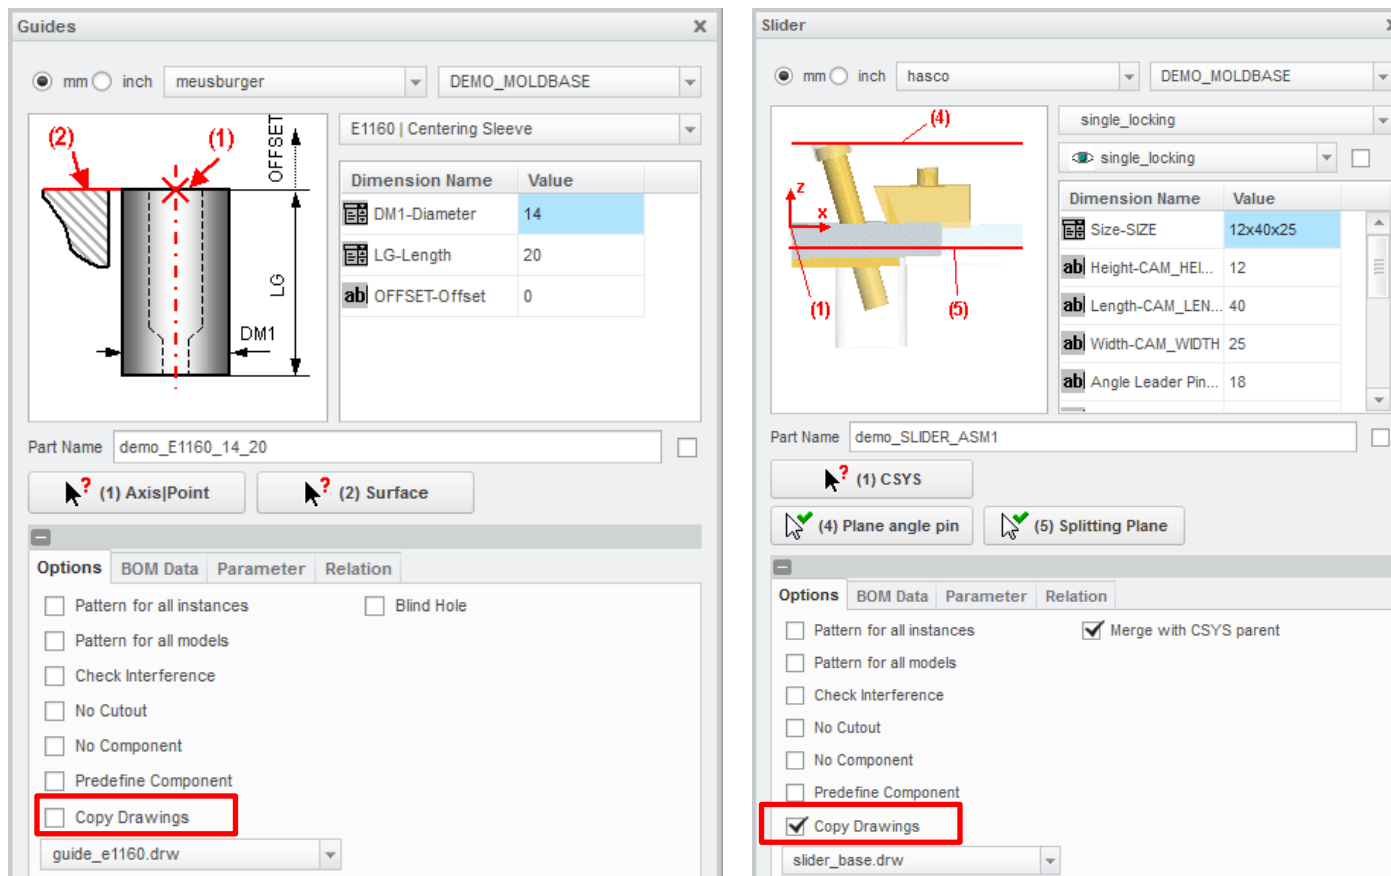 Guides
mm inch meusburger DEMO_MOLDBASE
(2) (1) OFFSET
LG
DM1
E1160 | Centering Sleeve
Dimension Name Value
DM1-Diameter 14
LG-Length 20
ab OFFSET-Offset 0
Part Name demo_E1160_14_20
(1) Axis|Point (2) Surface
Options BOM Data Parameter Relation
Pattern for all instances Blind Hole
Pattern for all models
Check Interference
No Cutout
No Component
Predefine Component
Copy Drawings
guide_e1160.drw
Slider
mm inch hasco DEMO_MOLDBASE
(4)
z
x
(1) (5)
single_locking
single_locking
Dimension Name Value
Size-SIZE 12x40x25
ab Height-CAM_HEI... 12
ab Length-CAM_LEN... 40
ab Width-CAM_WIDTH 25
ab Angle Leader Pin... 18
Part Name demo_SLIDER_ASM1
(1) CSYS
(4) Plane angle pin (5) Splitting Plane
Options BOM Data Parameter Relation
Pattern for all instances Merge with CSYS parent
Pattern for all models
Check Interference
No Cutout
No Component
Predefine Component
Copy Drawings
slider_base.drw